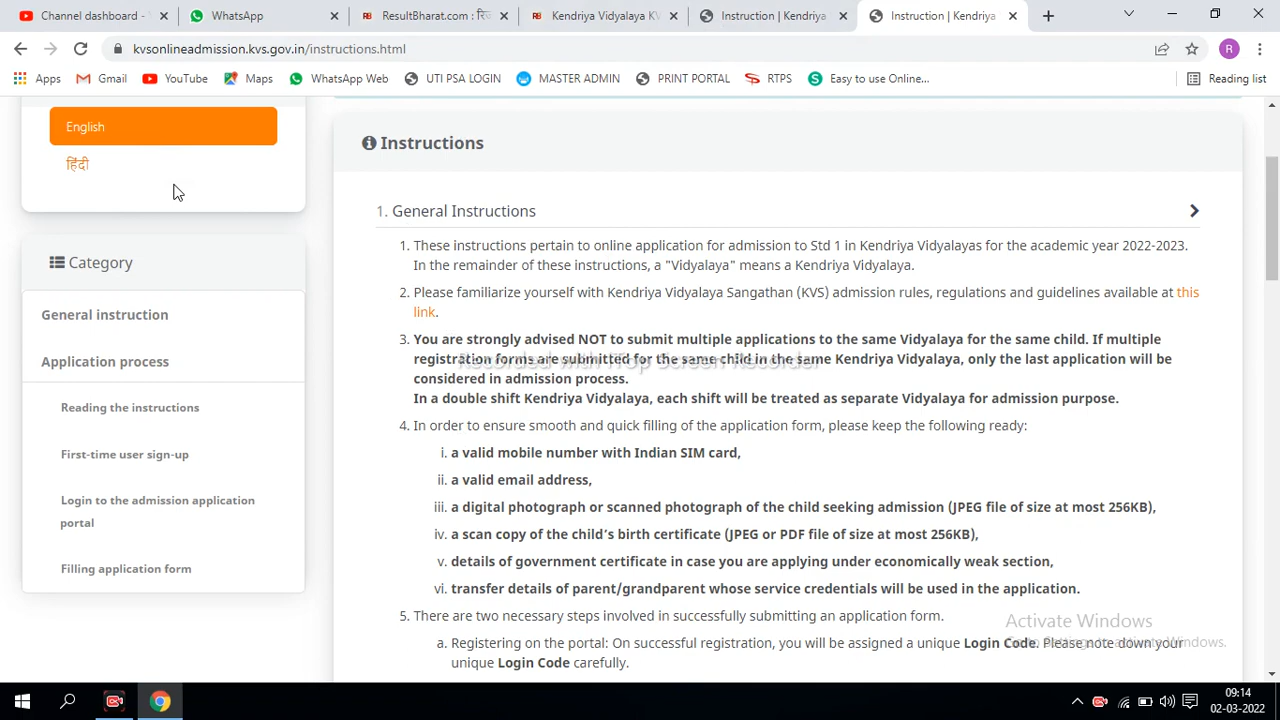 Channel dashboard -
WhatsApp
ResultBharat.com :
Kendriya Vidyalaya KV
Instruction | Kendriya
Instruction | Kendriya
kvsonlineadmission.kvs.gov.in/instructions.html
R
Apps
Gmail
YouTube
Maps
WhatsApp Web
UTI PSA LOGIN
MASTER ADMIN
PRINT PORTAL
RTPS
Easy to use Online...
Reading list
English
हिंदी
Category
General instruction
Application process
Reading the instructions
First-time user sign-up
Login to the admission application
portal
Filling application form
Instructions
1. General Instructions
1. These instructions pertain to online application for admission to Std 1 in Kendriya Vidyalayas for the academic year 2022-2023.
In the remainder of these instructions, a "Vidyalaya" means a Kendriya Vidyalaya.
2. Please familiarize yourself with Kendriya Vidyalaya Sangathan (KVS) admission rules, regulations and guidelines available at this
link.
3. You are strongly advised NOT to submit multiple applications to the same Vidyalaya for the same child. If multiple
registration forms are submitted for the same child in the same Kendriya Vidyalaya, only the last application will be
considered in admission process.
In a double shift Kendriya Vidyalaya, each shift will be treated as separate Vidyalaya for admission purpose.
Recorded with iTop Screen Recorder
4. In order to ensure smooth and quick filling of the application form, please keep the following ready:
i. a valid mobile number with Indian SIM card,
ii. a valid email address,
iii. a digital photograph or scanned photograph of the child seeking admission (JPEG file of size at most 256KB),
iv. a scan copy of the child's birth certificate (JPEG or PDF file of size at most 256KB),
v. details of government certificate in case you are applying under economically weak section,
vi. transfer details of parent/grandparent whose service credentials will be used in the application.
5. There are two necessary steps involved in successfully submitting an application form.
a. Registering on the portal: On successful registration, you will be assigned a unique Login Code. Please note down your
unique Login Code carefully.
Activate Windows
Go to Settings to activate Windows.
09:14
02-03-2022